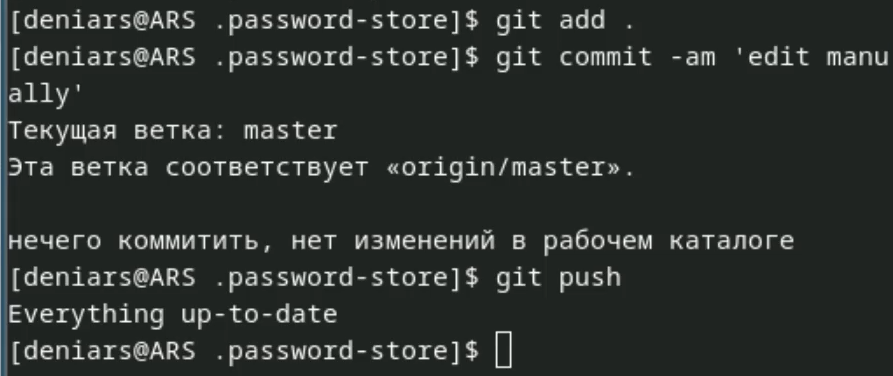 [deniars@ARS .password-store]$ git add .
[deniars@ARS .password-store]$ git commit -am 'edit manu
ally'
Текущая ветка: master
Эта ветка соответствует «origin/master».
нечего коммитить, нет изменений в рабочем каталоге
[deniars@ARS .password-store]$ git push
Everything up-to-date
[deniars@ARS .password-store]$